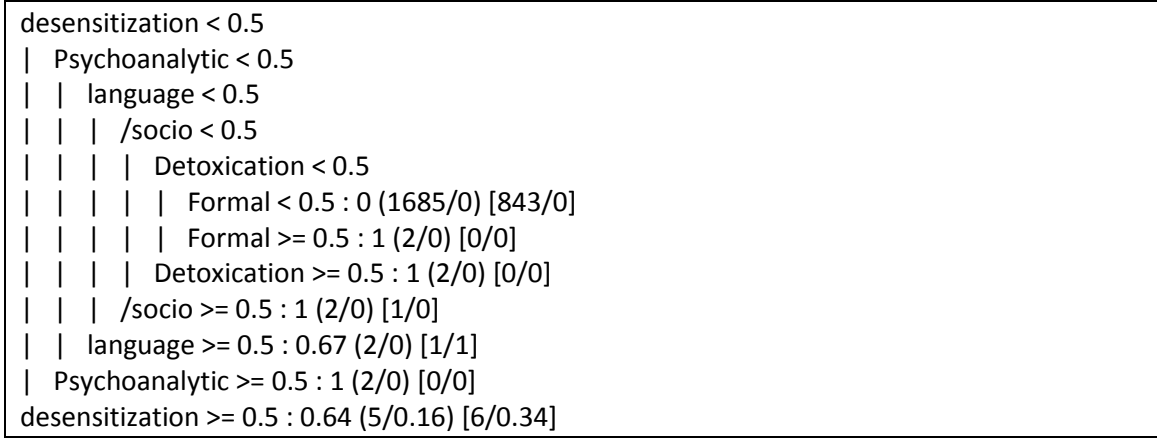 desensitization < 0.5
| Psychoanalytic < 0.5
| | language < 0.5
| | | /socio < 0.5
| | | | Detoxication < 0.5
| | | | | Formal < 0.5 : 0 (1685/0) [843/0]
| | | | | Formal >= 0.5 : 1 (2/0) [0/0]
| | | | Detoxication >= 0.5 : 1 (2/0) [0/0]
| | | /socio >= 0.5 : 1 (2/0) [1/0]
| | language >= 0.5 : 0.67 (2/0) [1/1]
| Psychoanalytic >= 0.5 : 1 (2/0) [0/0]
desensitization >= 0.5 : 0.64 (5/0.16) [6/0.34]